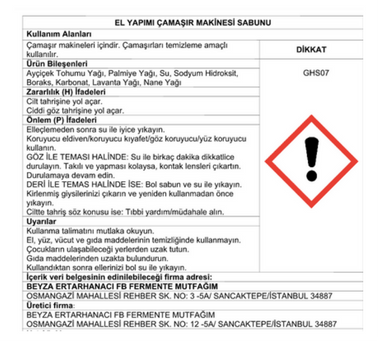 EL YAPIMI ÇAMAŞIR MAKİNESİ SABUNU
Kullanım Alanları
Çamaşır makineleri içindir. Çamaşırları temizleme amaçlı
kullanılır.
DİKKAT
Ürün Bileşenleri
Ayçiçek Tohumu Yağı, Palmiye Yağı, Su, Sodyum Hidroksit,
Boraks, Karbonat, Lavanta Yağı, Nane Yağı
GHS07
Zararlılık (H) İfadeleri
Cilt tahrişine yol açar.
Ciddi göz tahrişine yol açar.
Önlem (P) İfadeleri
Elleçlemeden sonra su ile iyice yıkayın.
Koruyucu eldiven/koruyucu kıyafet/göz koruyucu/yüz koruyucu
kullanın.
GÖZ İLE TEMASI HALİNDE: Su ile birkaç dakika dikkatlice
durulayın. Takılı ve yapması kolaysa, kontak lensleri çıkartın.
Durulamaya devam edin.
DERİ İLE TEMAS HALİNDE İSE: Bol sabun ve su ile yıkayın.
Kirlenmiş giysilerinizi çıkarın ve yeniden kullanmadan önce
yıkayın.
Ciltte tahriş söz konusu ise: Tıbbi yardım/müdahale alın.
Uyarılar
Kullanma talimatını mutlaka okuyun.
El, yüz, vücut ve gıda maddelerinin temizliğinde kullanmayın.
Çocukların ulaşabileceği yerlerden uzak tutun.
Gıda maddelerinden uzakta bulundurun.
Kullandıktan sonra ellerinizi bol su ile yıkayın.
İçerik veri belgesinin edinilebileceği firma adresi:
BEYZA ERTARHANACI FB FERMENTE MUTFAĞIM
OSMANGAZİ MAHALLESİ REHBER SK. NO: 3 -5A/ SANCAKTEPE/İSTANBUL 34887
Üretici firma:
BEYZA ERTARHANACI FB FERMENTE MUTFAĞIM
OSMANGAZİ MAHALLESİ REHBER SK. NO: 12 -5A/ SANCAKTEPE/İSTANBUL 34887